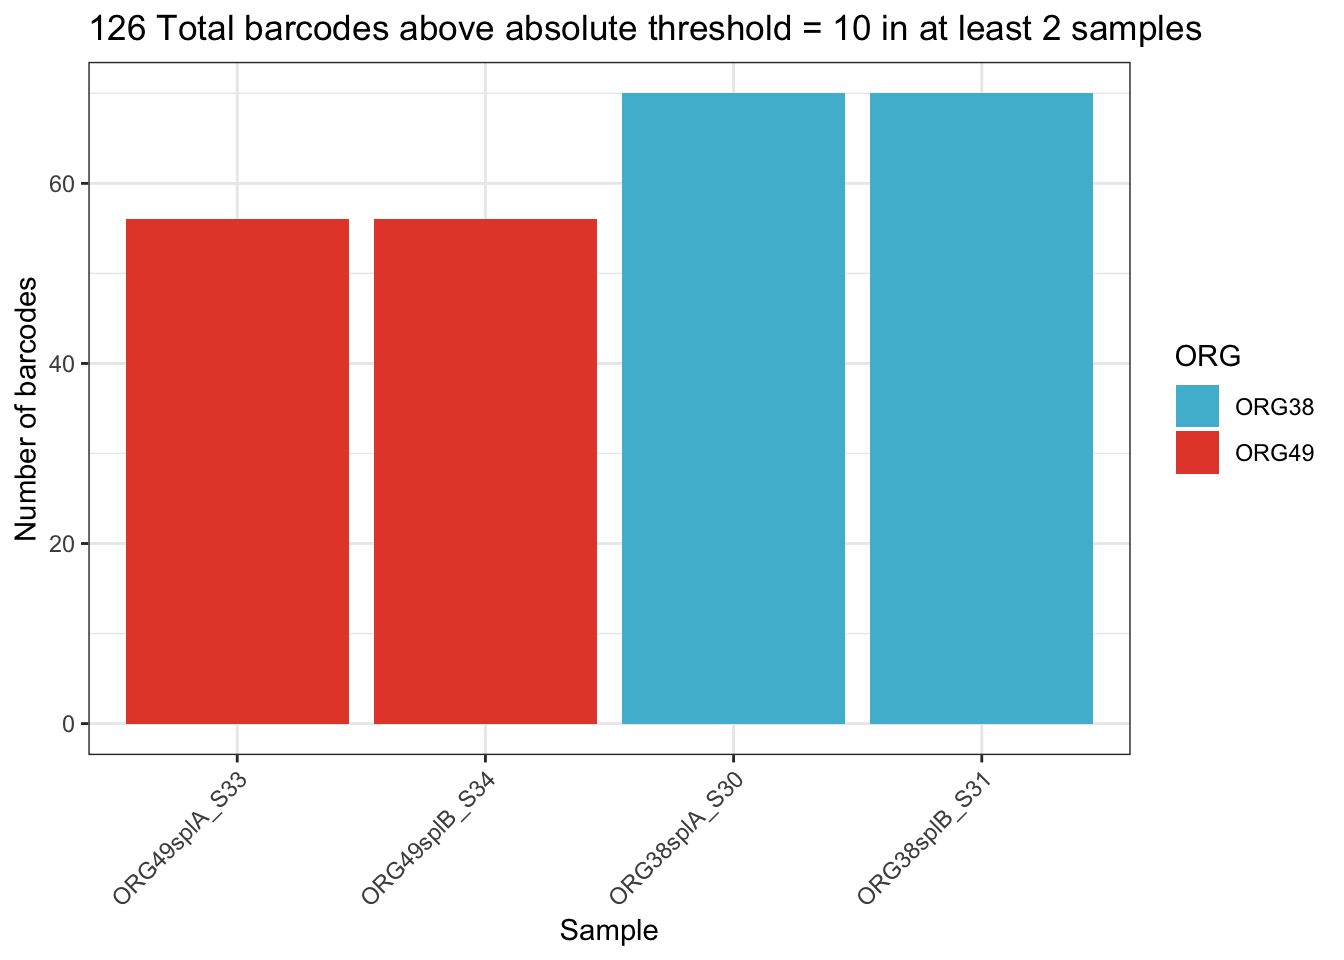 126 Total barcodes above absolute threshold = 10 in at least 2 samples
Number of barcodes
60
40
20
0
ORG49splA_S33
ORG49splB_S34
ORG38splA_S30
ORG38splB_S31
Sample
ORG
ORG38
ORG49